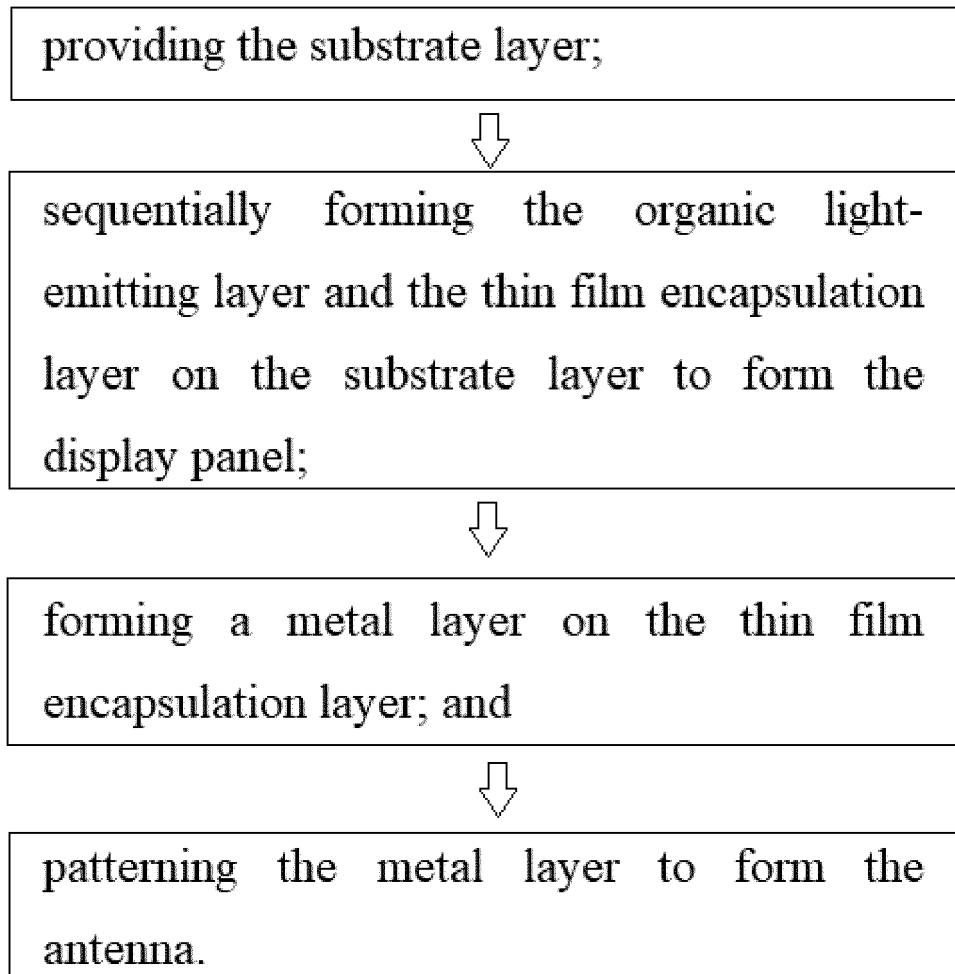 providing the substrate layer;
sequentially forming the organic light-
emitting layer and the thin film encapsulation
layer on the substrate layer to form the
display panel;
forming a metal layer on the thin film
encapsulation layer; and
patterning the metal layer to form the
antenna.